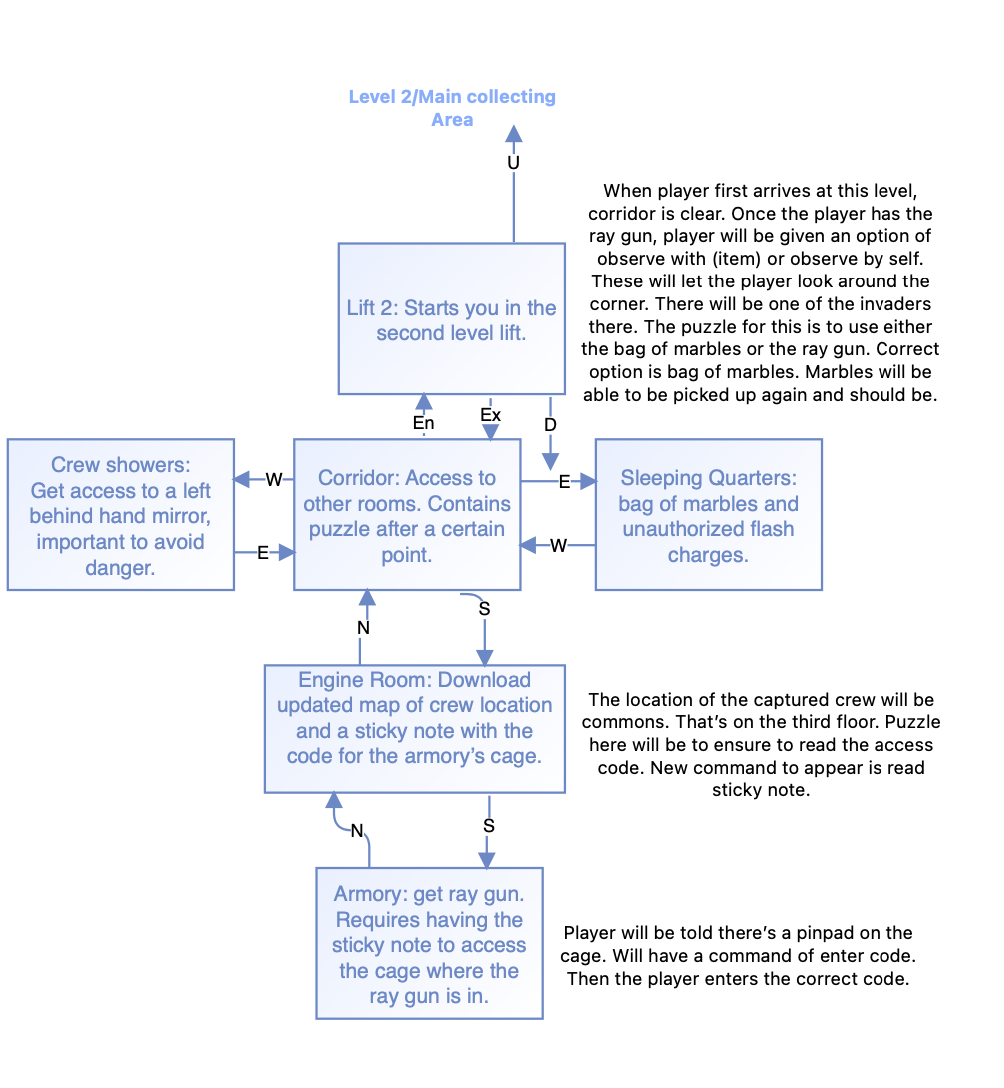 Level 2/Main collecting
Area
U
When player first arrives at this level,
corridor is clear. Once the player has the
ray gun, player will be given an option of
observe with (item) or observe by self.
These will let the player look around the
corner. There will be one of the invaders
there. The puzzle for this is to use either
the bag of marbles or the ray gun. Correct
option is bag of marbles. Marbles will be
able to be picked up again and should be.
Lift 2: Starts you in the
second level lift.
En
Ex
D
Crew showers:
Get access to a left
behind hand mirror,
important to avoid
danger.
W
E
Corridor: Access to
other rooms. Contains
puzzle after a certain
point.
E
W
Sleeping Quarters:
bag of marbles and
unauthorized flash
charges.
N
S
Engine Room: Download
updated map of crew location
and a sticky note with the
code for the armory’s cage.
The location of the captured crew will be
commons. That’s on the third floor. Puzzle
here will be to ensure to read the access
code. New command to appear is read
sticky note.
N
S
Armory: get ray gun.
Requires having the
sticky note to access
the cage where the
ray gun is in.
Player will be told there’s a pinpad on the
cage. Will have a command of enter code.
Then the player enters the correct code.